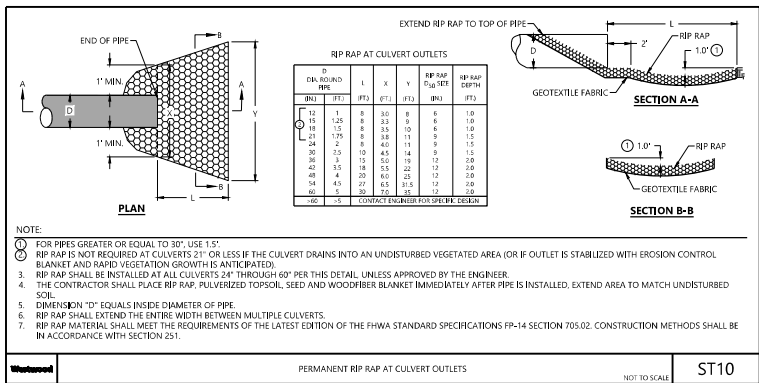 END OF PIPE
B
A
A
1' MIN.
D
X
Y
1' MIN.
B
L
PLAN
RIP RAP AT CULVERT OUTLETS
D DIA. ROUND PIPE | L | X | Y | RIP RAP D50 SIZE | RIP RAP DEPTH
(IN.) (FT.) (FT.) (FT.) (FT.) (IN.) (FT.)
12 1 8 3.0 8 6 1.0
15 1.25 8 3.3 9 6 1.0
② 18 1.5 8 3.5 10 6 1.0
21 1.75 8 3.8 11 9 1.5
24 2 8 4.0 11 9 1.5
30 2.5 10 4.5 14 9 1.5
36 3 15 5.0 19 12 2.0
42 3.5 18 5.5 22 12 2.0
48 4 20 6.0 25 12 2.0
54 4.5 27 6.5 31.5 12 2.0
60 5 30 7.0 35 12 2.0
>60 >5 CONTACT ENGINEER FOR SPECIFIC DESIGN
EXTEND RIP RAP TO TOP OF PIPE
L
D
2'
RIP RAP
1.0' ①
GEOTEXTILE FABRIC
SECTION A-A
① 1.0'
RIP RAP
GEOTEXTILE FABRIC
SECTION B-B
NOTE:
① FOR PIPES GREATER OR EQUAL TO 30", USE 1.5'.
② RIP RAP IS NOT REQUIRED AT CULVERTS 21" OR LESS IF THE CULVERT DRAINS INTO AN UNDISTURBED VEGETATED AREA (OR IF OUTLET IS STABILIZED WITH EROSION CONTROL
BLANKET AND RAPID VEGETATION GROWTH IS ANTICIPATED).
3. RIP RAP SHALL BE INSTALLED AT ALL CULVERTS 24" THROUGH 60" PER THIS DETAIL, UNLESS APPROVED BY THE ENGINEER.
4. THE CONTRACTOR SHALL PLACE RIP RAP, PULVERIZED TOPSOIL, SEED AND WOODFIBER BLANKET IMMEDIATELY AFTER PIPE IS INSTALLED, EXTEND AREA TO MATCH UNDISTURBED
SOIL.
5. DIMENSION "D" EQUALS INSIDE DIAMETER OF PIPE.
6. RIP RAP SHALL EXTEND THE ENTIRE WIDTH BETWEEN MULTIPLE CULVERTS.
7. RIP RAP MATERIAL SHALL MEET THE REQUIREMENTS OF THE LATEST EDITION OF THE FHWA STANDARD SPECIFICATIONS FP-14 SECTION 705.02. CONSTRUCTION METHODS SHALL BE
IN ACCORDANCE WITH SECTION 251.
Westwood
PERMANENT RIP RAP AT CULVERT OUTLETS
NOT TO SCALE
ST10